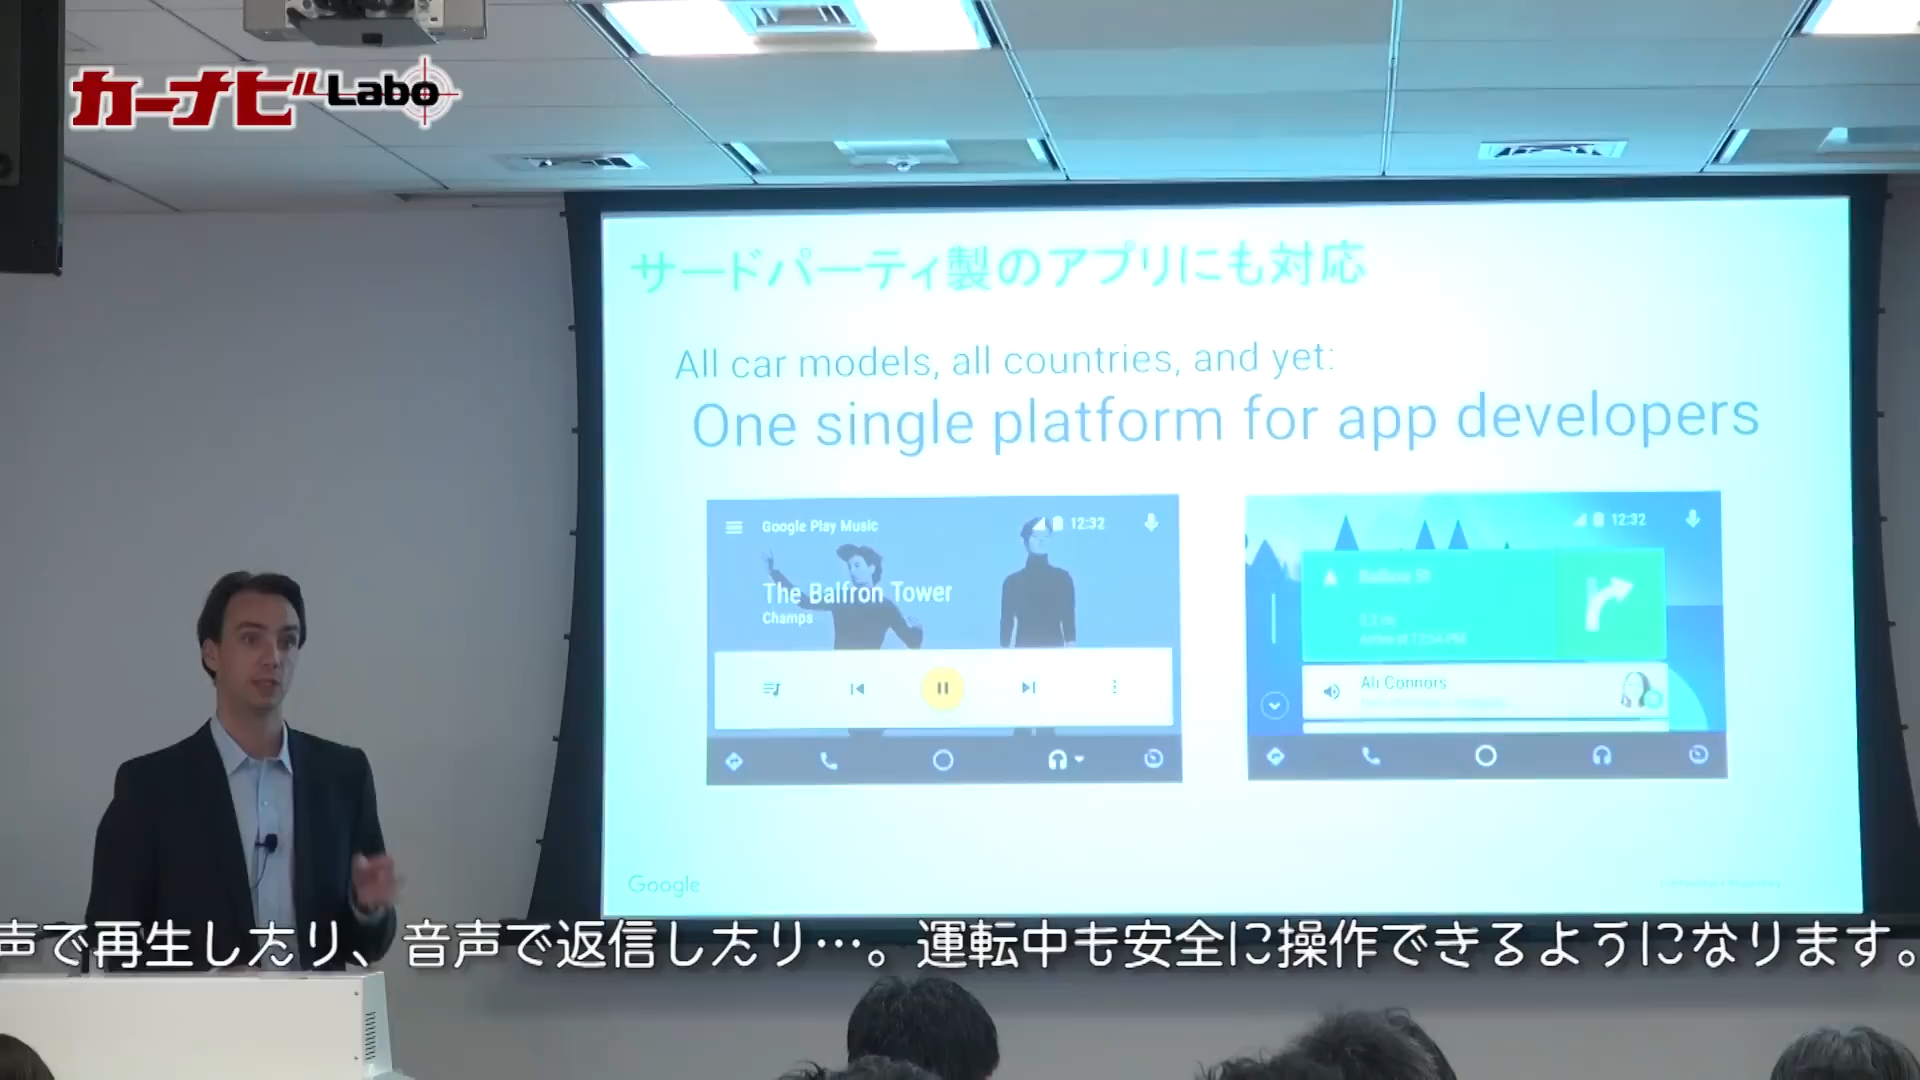 カーナビ Labo
サードパーティ製のアプリにも対応
All car models, all countries, and yet:
One single platform for app developers
Google Play Music
12:32
The Balfron Tower
Champs
12:32
Ali Connors
Google
声で再生したり、音声で返信したり…。運転中も安全に操作できるようになります。